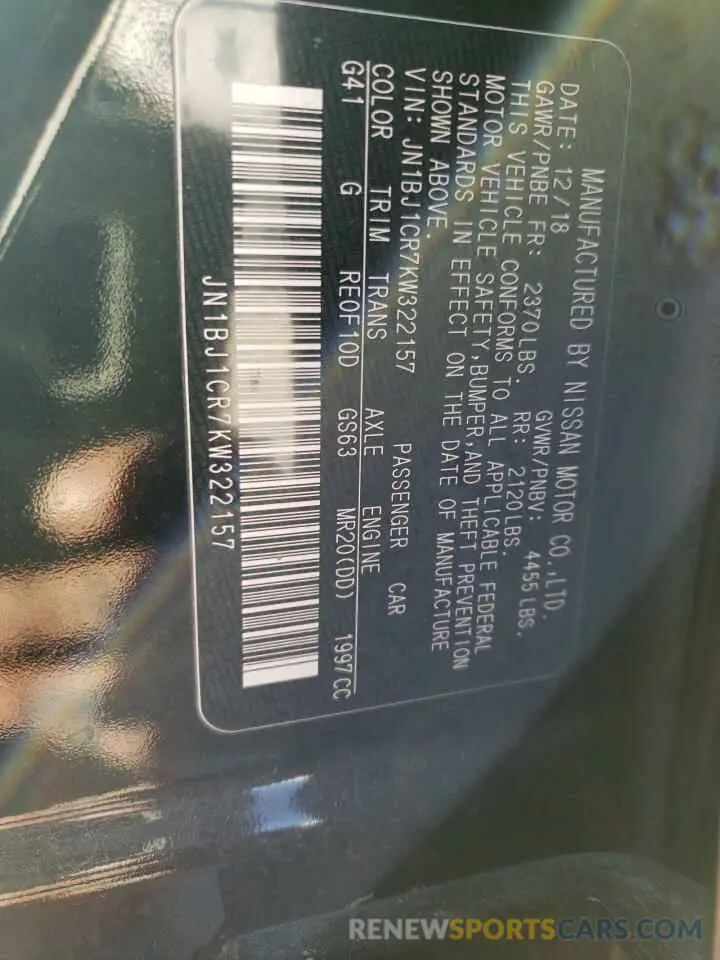 MANUFACTURED BY NISSAN MOTOR CO.,LTD.
DATE: 12/18 GVWR/PNBV: 4455 LBS.
GAWR/PNBE FR: 2370LBS. RR: 2120LBS
THIS VEHICLE CONFORMS TO ALL APPLICABLE FEDERAL
MOTOR VEHICLE SAFETY,BUMPER,AND THEFT PREVENTION
STANDARDS IN EFFECT ON THE DATE OF MANUFACTURE
SHOWN ABOVE.
VIN: JN1BJ1CR7KW322157 PASSENGER CAR
COLOR TRIM TRANS AXLE ENGINE
G41 G RE0F10D GS63 MR20(DD) 1997CC
JN1BJ1CR7KW322157
RENEWSPORTSCARS.COM